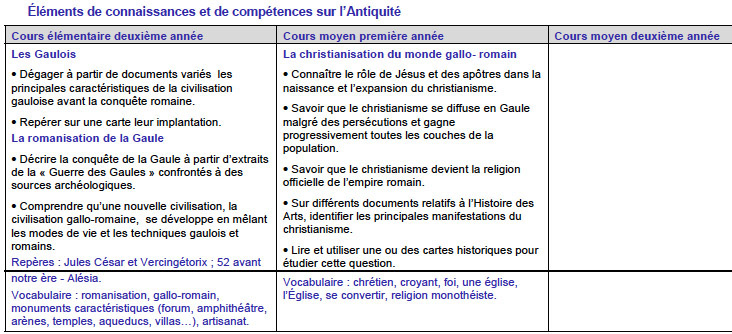 Éléments de connaissances et de compétences sur l'Antiquité
Cours élémentaire deuxième année
Les Gaulois
• Dégager à partir de documents variés les
principales caractéristiques de la civilisation
gauloise avant la conquête romaine.
• Repérer sur une carte leur implantation.
La romanisation de la Gaule
• Décrire la conquête de la Gaule à partir d'extraits
de la « Guerre des Gaules » confrontés à des
sources archéologiques.
• Comprendre qu'une nouvelle civilisation, la
civilisation gallo-romaine, se développe en mêlant
les modes de vie et les techniques gaulois et
romains.
Repères : Jules César et Vercingétorix ; 52 avant
notre ère - Alésia.
Vocabulaire : romanisation, gallo-romain,
monuments caractéristiques (forum, amphithéâtre,
arènes, temples, aqueducs, villas…), artisanat.
Cours moyen première année
La christianisation du monde gallo- romain
• Connaître le rôle de Jésus et des apôtres dans la
naissance et l'expansion du christianisme.
• Savoir que le christianisme se diffuse en Gaule
malgré des persécutions et gagne
progressivement toutes les couches de la
population.
• Savoir que le christianisme devient la religion
officielle de l'empire romain.
• Sur différents documents relatifs à l'Histoire des
Arts, identifier les principales manifestations du
christianisme.
• Lire et utiliser une ou des cartes historiques pour
étudier cette question.
Vocabulaire : chrétien, croyant, foi, une église,
l'Église, se convertir, religion monothéiste.
Cours moyen deuxième année